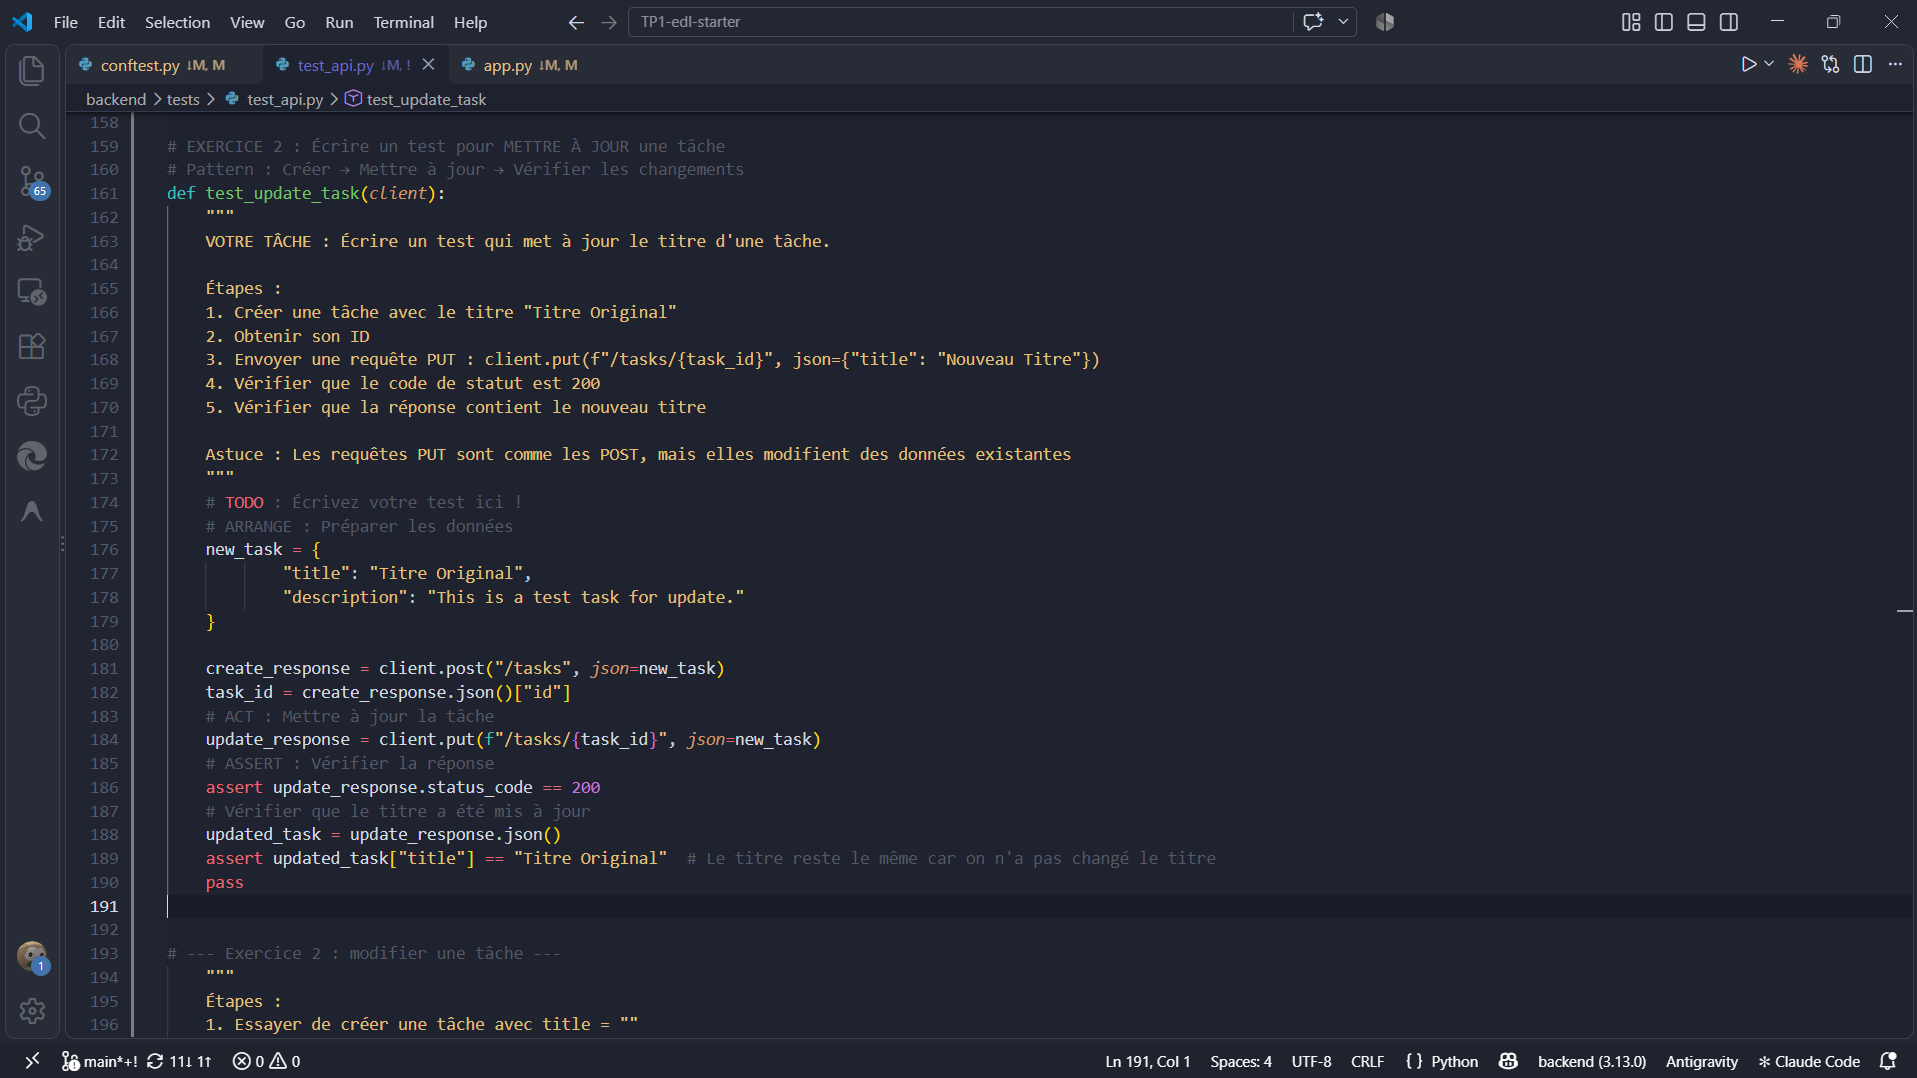 File Edit Selection View Go Run Terminal Help
TP1-edl-starter
conftest.py ↓M, M
test_api.py ↓M, !
app.py ↓M, M
backend > tests > test_api.py > test_update_task
158
159 # EXERCICE 2 : Écrire un test pour METTRE À JOUR une tâche
160 # Pattern : Créer → Mettre à jour → Vérifier les changements
161 def test_update_task(client):
162 """
163 VOTRE TÂCHE : Écrire un test qui met à jour le titre d'une tâche.
164
165 Étapes :
166 1. Créer une tâche avec le titre "Titre Original"
167 2. Obtenir son ID
168 3. Envoyer une requête PUT : client.put(f"/tasks/{task_id}", json={"title": "Nouveau Titre"})
169 4. Vérifier que le code de statut est 200
170 5. Vérifier que la réponse contient le nouveau titre
171
172 Astuce : Les requêtes PUT sont comme les POST, mais elles modifient des données existantes
173 """
174 # TODO : Écrivez votre test ici !
175 # ARRANGE : Préparer les données
176 new_task = {
177 "title": "Titre Original",
178 "description": "This is a test task for update."
179 }
180
181 create_response = client.post("/tasks", json=new_task)
182 task_id = create_response.json()["id"]
183 # ACT : Mettre à jour la tâche
184 update_response = client.put(f"/tasks/{task_id}", json=new_task)
185 # ASSERT : Vérifier la réponse
186 assert update_response.status_code == 200
187 # Vérifier que le titre a été mis à jour
188 updated_task = update_response.json()
189 assert updated_task["title"] == "Titre Original" # Le titre reste le même car on n'a pas changé le titre
190 pass
191
192
193 # --- Exercice 2 : modifier une tâche ---
194 """
195 Étapes :
196 1. Essayer de créer une tâche avec title = ""
65
1
main*+! 11↓ 1↑ 0 0
Ln 191, Col 1 Spaces: 4 UTF-8 CRLF {} Python backend (3.13.0) Antigravity Claude Code